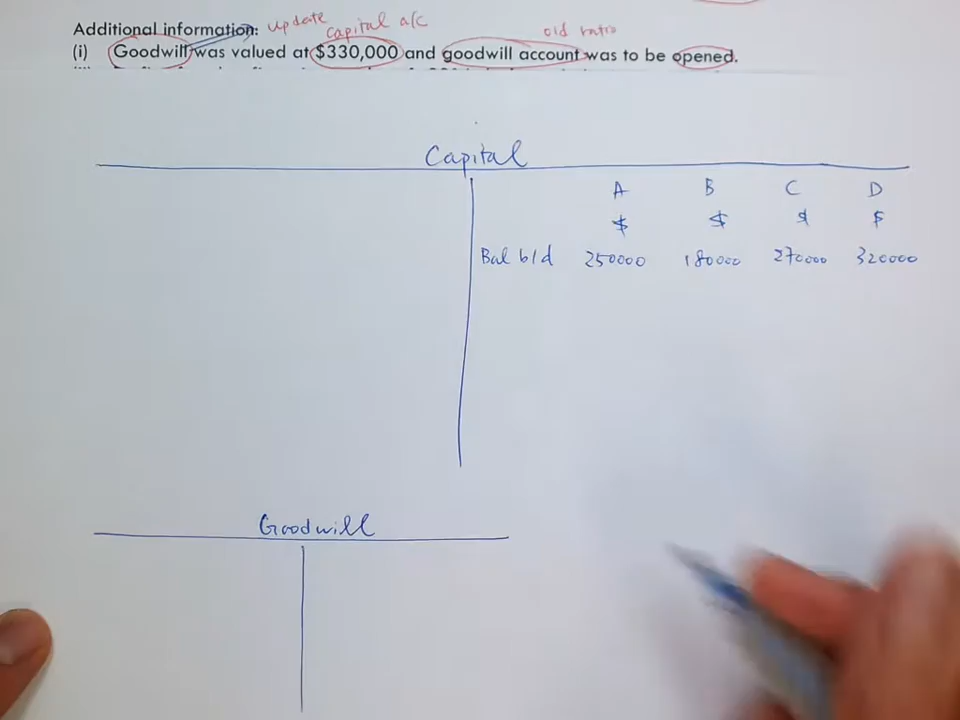 Additional information: update capital a/c
old ratio
(i) Goodwill was valued at $330,000 and goodwill account was to be opened.
Capital
A B C D
$ $ $ $
Bal b/d 250000 180000 270000 320000
Goodwill